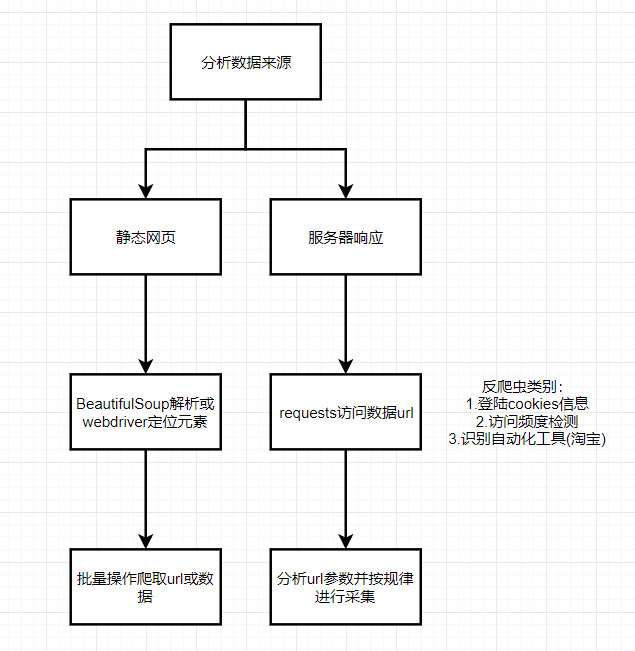 分析数据来源
静态网页
服务器响应
BeautifulSoup解析或
webdriver定位元素
requests访问数据url
反爬虫类别：
1.登陆cookies信息
2.访问频度检测
3.识别自动化工具(淘宝)
批量操作爬取url或数
据
分析url参数并按规律
进行采集